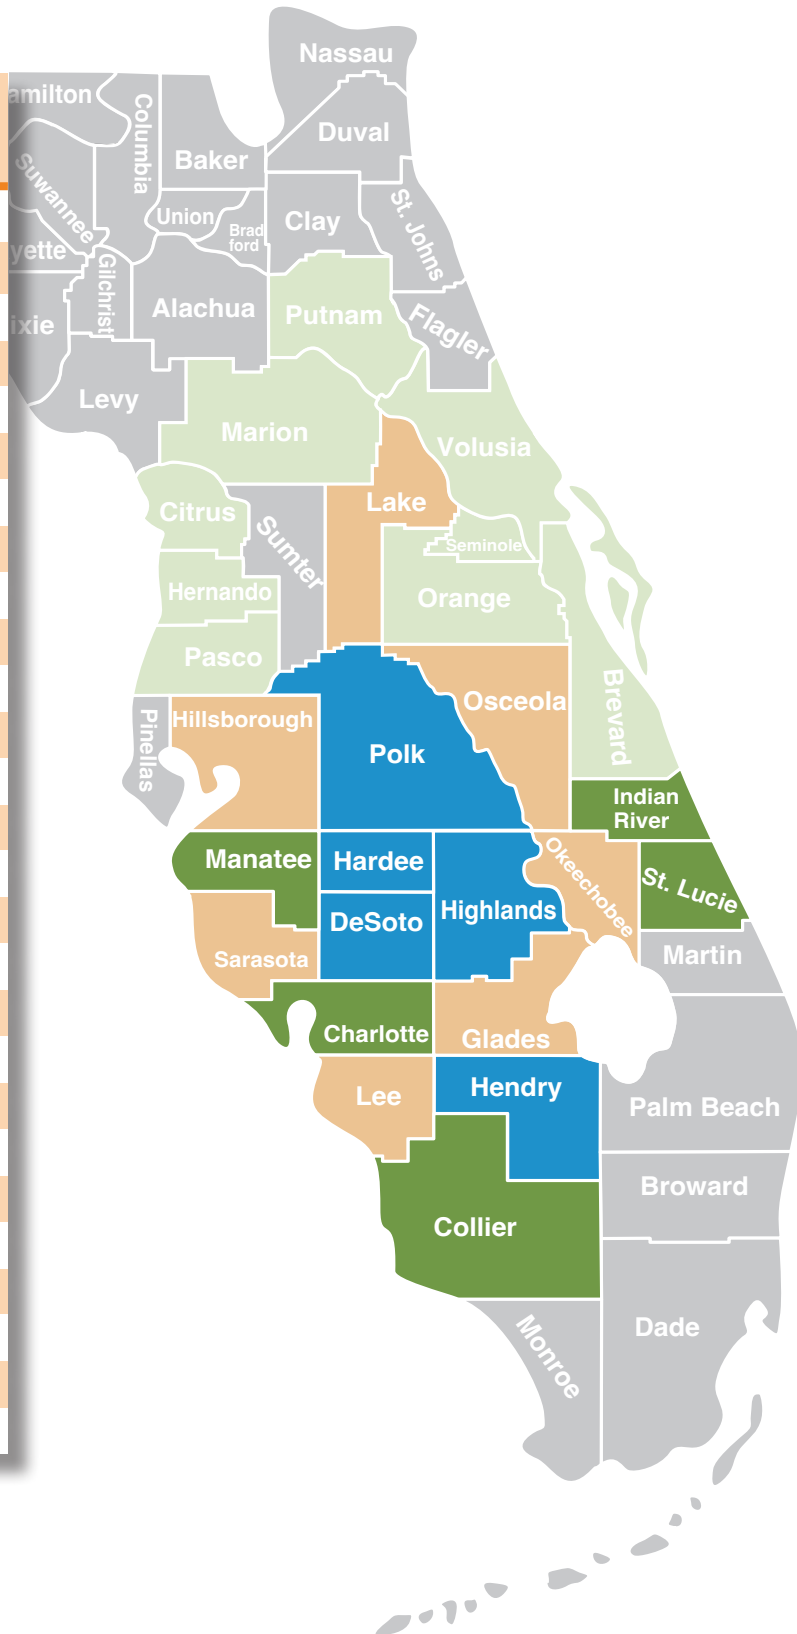 Nassau
amilton
Columbia
Duval
Baker
Suwannee
Union
Brad
ford
Clay
St. Johns
yette
Gilchrist
Alachua
Putnam
ixie
Flagler
Levy
Marion
Volusia
Lake
Citrus
Sumter
Seminole
Hernando
Orange
Pasco
Osceola
Brevard
Pinellas
Hillsborough
Polk
Indian
River
Manatee
Hardee
Okeechobee
St. Lucie
Highlands
DeSoto
Sarasota
Martin
Charlotte
Glades
Hendry
Lee
Palm Beach
Broward
Collier
Dade
Monroe